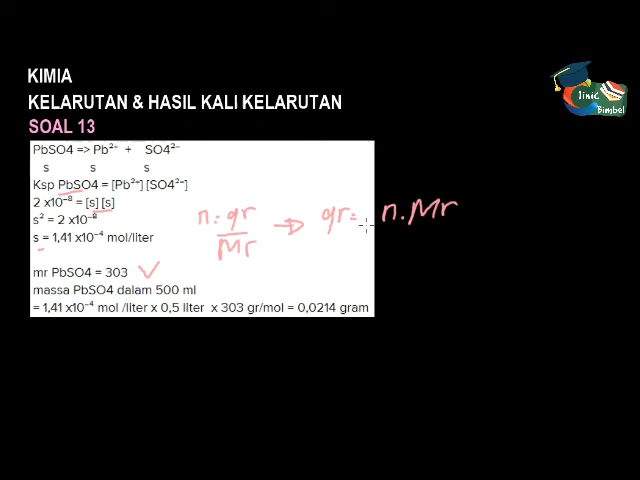 KIMIA
KELARUTAN & HASIL KALI KELARUTAN
SOAL 13
Clinic Bimbel
PbSO4 => Pb²⁺ + SO4²⁻
s s s
Ksp PbSO4 = [Pb²⁺] [SO4²⁻]
2 x10⁻⁸ = [s] [s]
s² = 2 x10⁻⁸
s = 1,41 x10⁻⁴ mol/liter
n = gr / Mr → gr = n . Mr
mr PbSO4 = 303 ✓
massa PbSO4 dalam 500 ml
= 1,41 x10⁻⁴ mol /liter x 0,5 liter x 303 gr/mol = 0,0214 gram